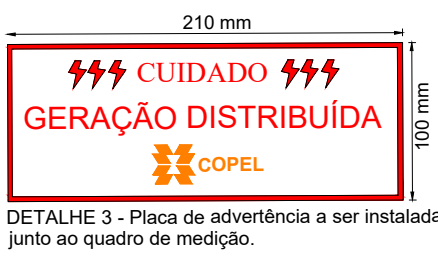 210 mm
CUIDADO
GERAÇÃO DISTRIBUÍDA
COPEL
100 mm
DETALHE 3 - Placa de advertência a ser instalada
junto ao quadro de medição.